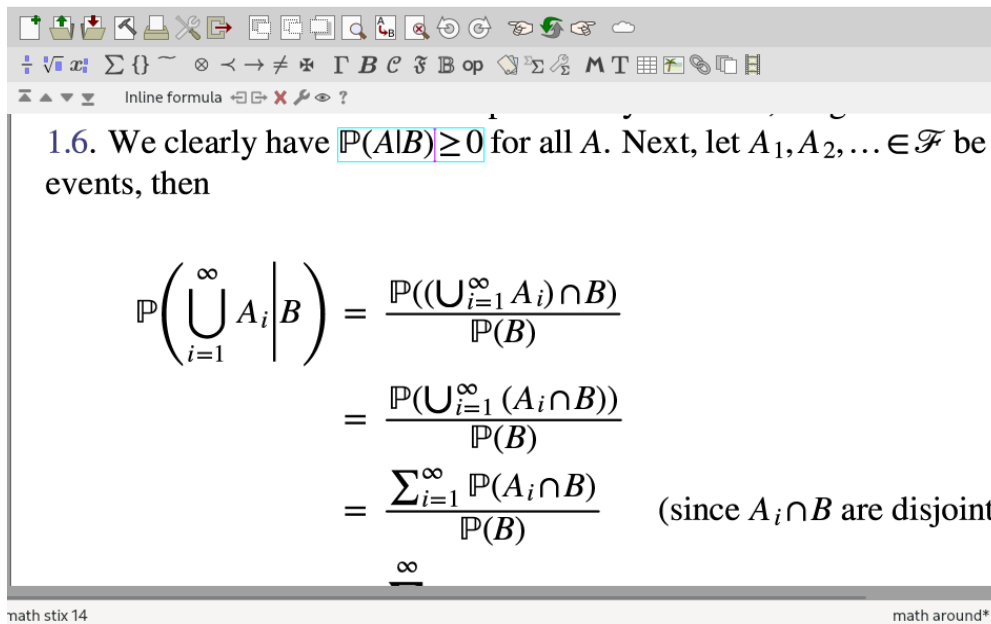 Inline formula
1.6. We clearly have ℙ(A|B) ≥ 0 for all A. Next, let A₁, A₂, … ∈ ℱ be
events, then
ℙ(⋃_{i=1}^{∞} A_i | B) = ℙ((⋃_{i=1}^{∞} A_i) ∩ B) / ℙ(B)
= ℙ(⋃_{i=1}^{∞} (A_i ∩ B)) / ℙ(B)
= ∑_{i=1}^{∞} ℙ(A_i ∩ B) / ℙ(B) (since A_i ∩ B are disjoint
∞
math stix 14
math around*